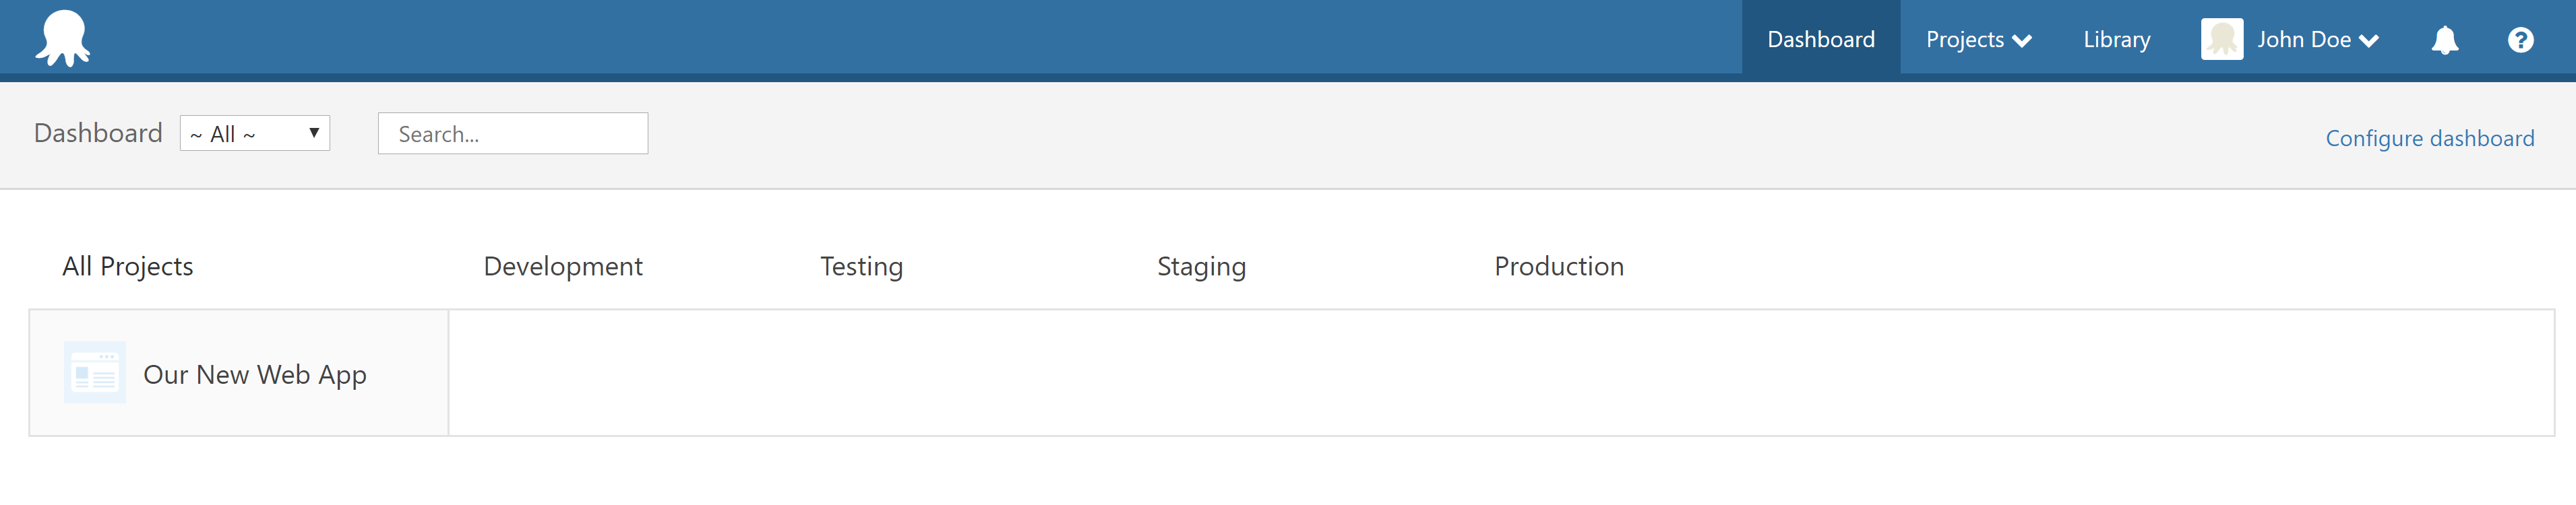 Dashboard Projects Library John Doe ?
Dashboard ~ All ~ Search... Configure dashboard
All Projects Development Testing Staging Production
Our New Web App